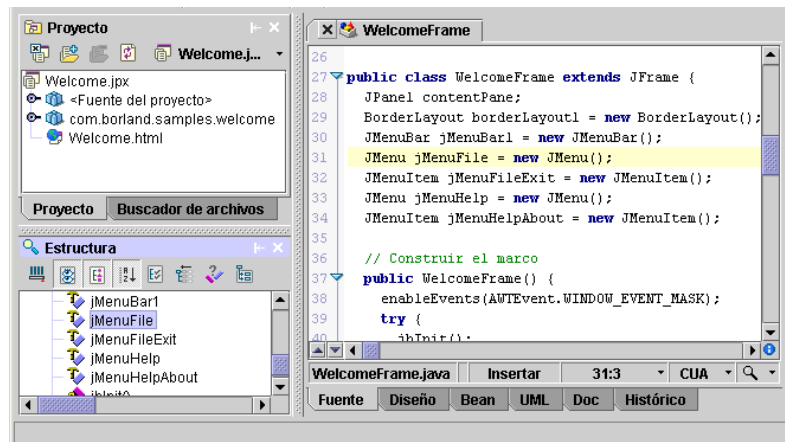 Proyecto
Welcome.j...
Welcome.jpx
<Fuente del proyecto>
com.borland.samples.welcome
Welcome.html
Proyecto Buscador de archivos
Estructura
jMenuBar1
jMenuFile
jMenuFileExit
jMenuHelp
jMenuHelpAbout
jbInit()
WelcomeFrame
26
27 public class WelcomeFrame extends JFrame {
28 JPanel contentPane;
29 BorderLayout borderLayout1 = new BorderLayout();
30 JMenuBar jMenuBar1 = new JMenuBar();
31 JMenu jMenuFile = new JMenu();
32 JMenuItem jMenuFileExit = new JMenuItem();
33 JMenu jMenuHelp = new JMenu();
34 JMenuItem jMenuHelpAbout = new JMenuItem();
35
36 // Construir el marco
37 public WelcomeFrame() {
38 enableEvents(AWTEvent.WINDOW_EVENT_MASK);
39 try {
40 jbInit();
WelcomeFrame.java Insertar 31:3 CUA
Fuente Diseño Bean UML Doc Histórico